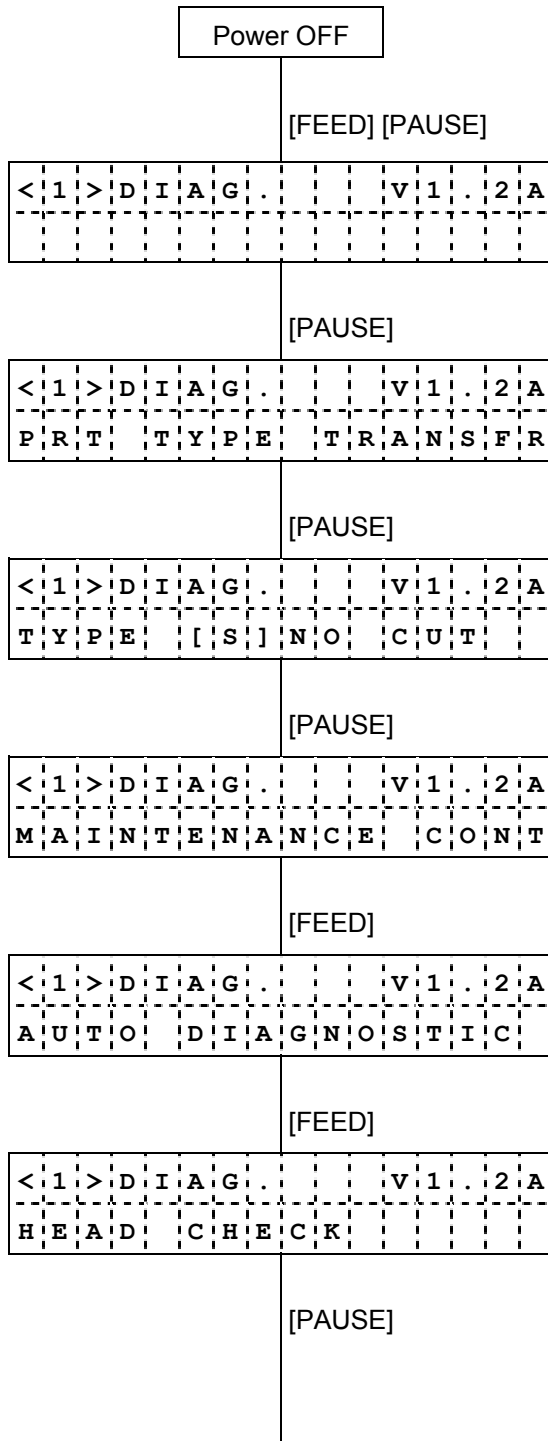 Power OFF
[FEED] [PAUSE]
<1>DIAG.    V1.2A
[PAUSE]
<1>DIAG.    V1.2A
PRT TYPE TRANSFR
[PAUSE]
<1>DIAG.    V1.2A
TYPE [S]NO CUT
[PAUSE]
<1>DIAG.    V1.2A
MAINTENANCE CONT
[FEED]
<1>DIAG.    V1.2A
AUTO DIAGNOSTIC
[FEED]
<1>DIAG.    V1.2A
HEAD CHECK
[PAUSE]